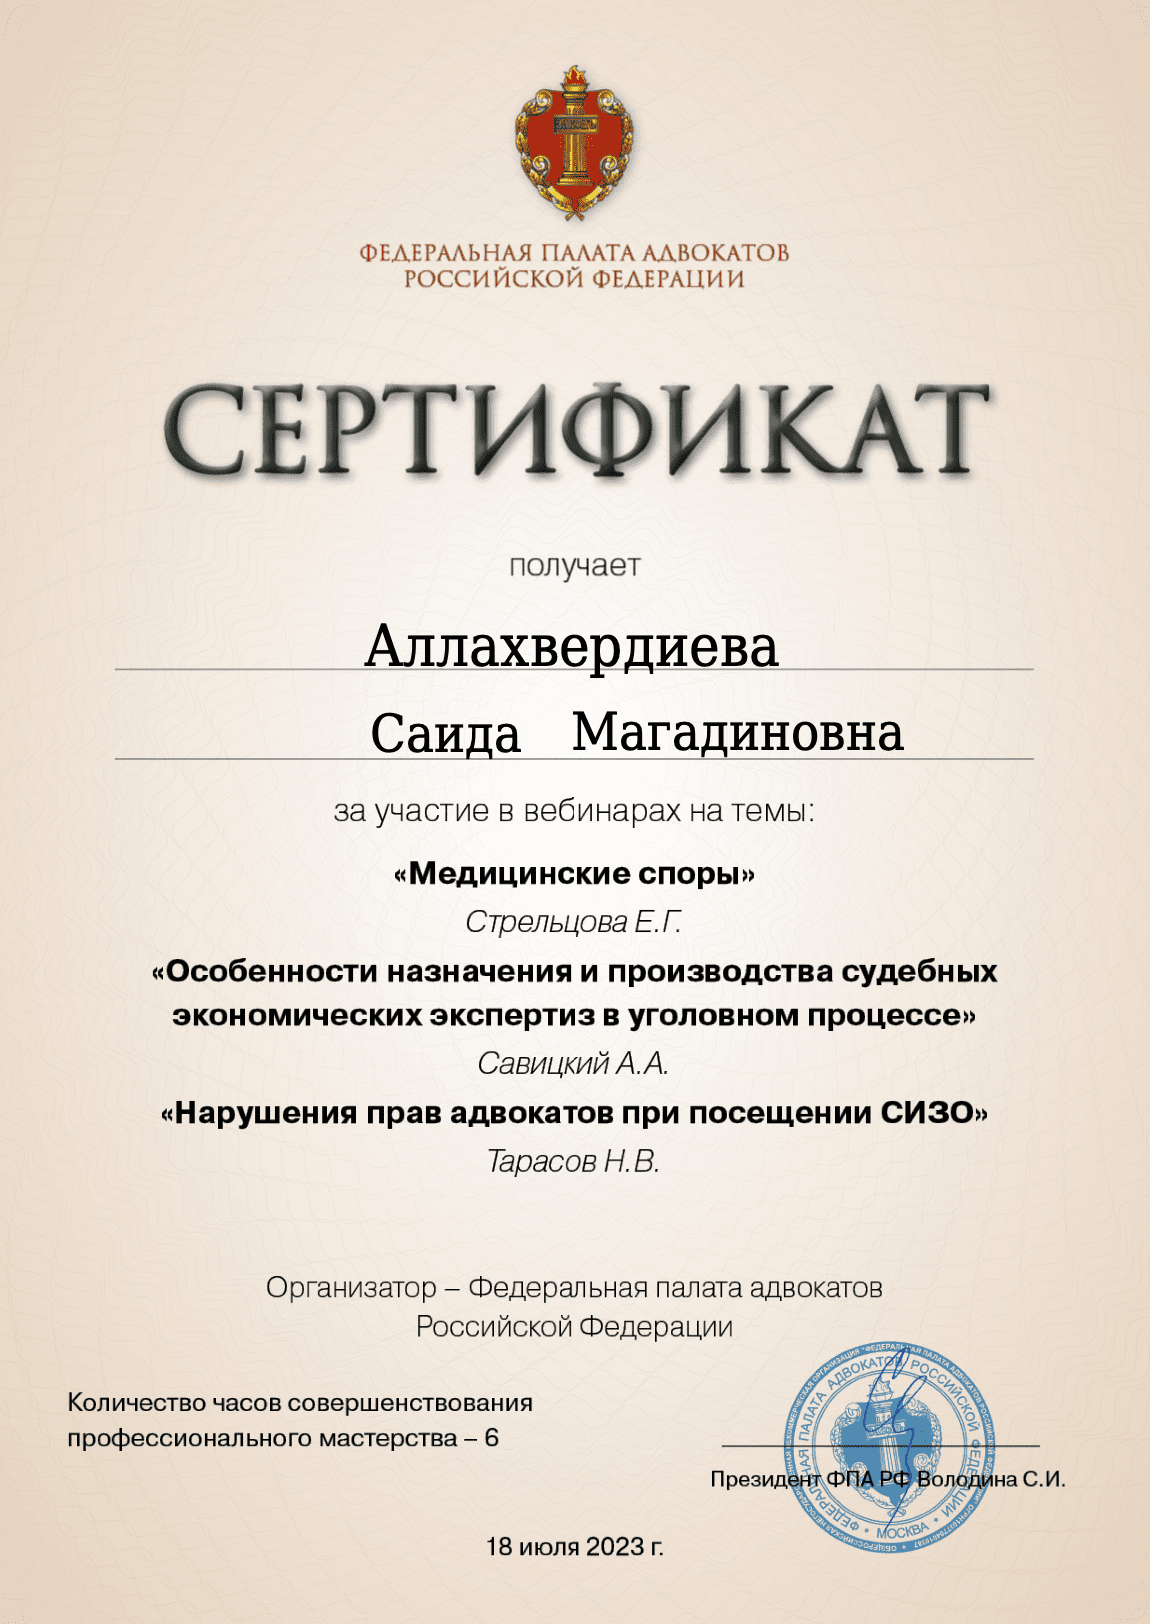 ФЕДЕРАЛЬНАЯ ПАЛАТА АДВОКАТОВ
РОССИЙСКОЙ ФЕДЕРАЦИИ
СЕРТИФИКАТ
получает
Аллахвердиева
Саида Магадиновна
за участие в вебинарах на темы:
«Медицинские споры»
Стрельцова Е.Г.
«Особенности назначения и производства судебных
экономических экспертиз в уголовном процессе»
Савицкий А.А.
«Нарушения прав адвокатов при посещении СИЗО»
Тарасов Н.В.
Организатор – Федеральная палата адвокатов
Российской Федерации
Количество часов совершенствования
профессионального мастерства – 6
Президент ФПА РФ Володина С.И.
ФЕДЕРАЛЬНАЯ ПАЛАТА АДВОКАТОВ РОССИЙСКОЙ ФЕДЕРАЦИИ * МОСКВА *
18 июля 2023 г.